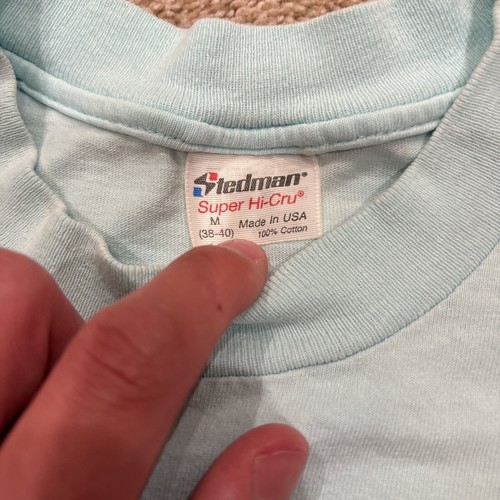 Stedman®
Super Hi-Cru®
M
(38-40)
Made In USA
100% Cotton